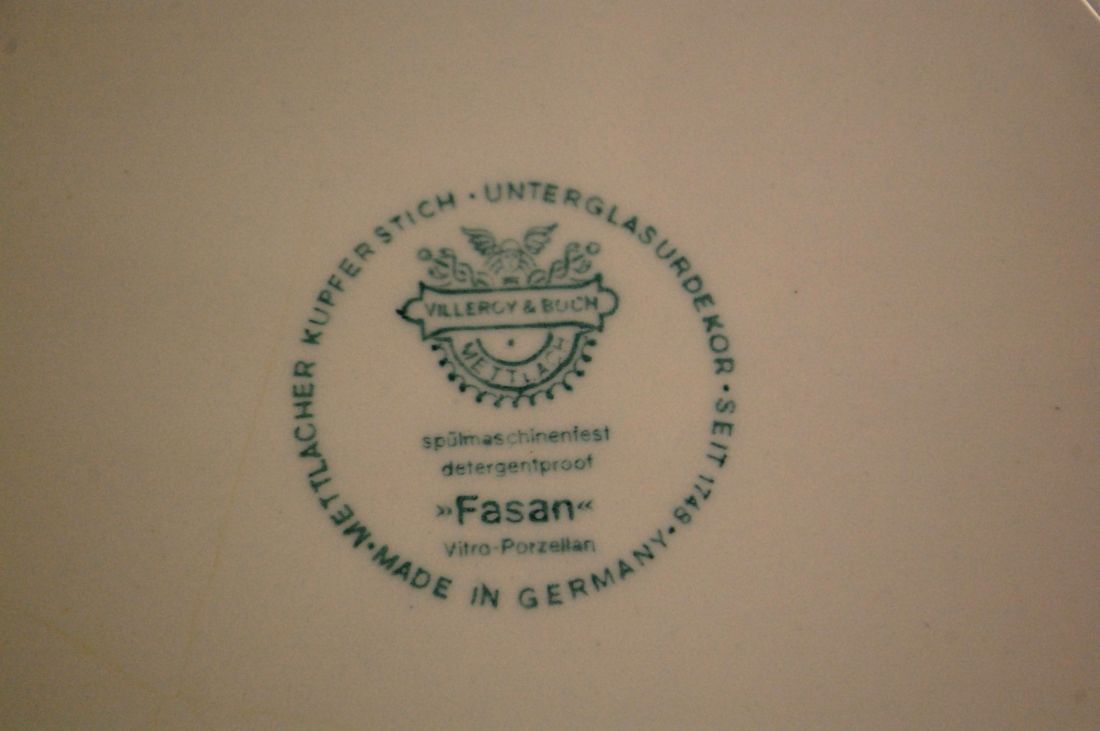 METTLACHER KUPFERSTICH · UNTERGLASURDEKOR · SEIT 1748 · MADE IN GERMANY ·
VILLEROY & BOCH
METTLACH
spülmaschinenfest
detergentproof
»Fasan«
Vitro-Porzellan